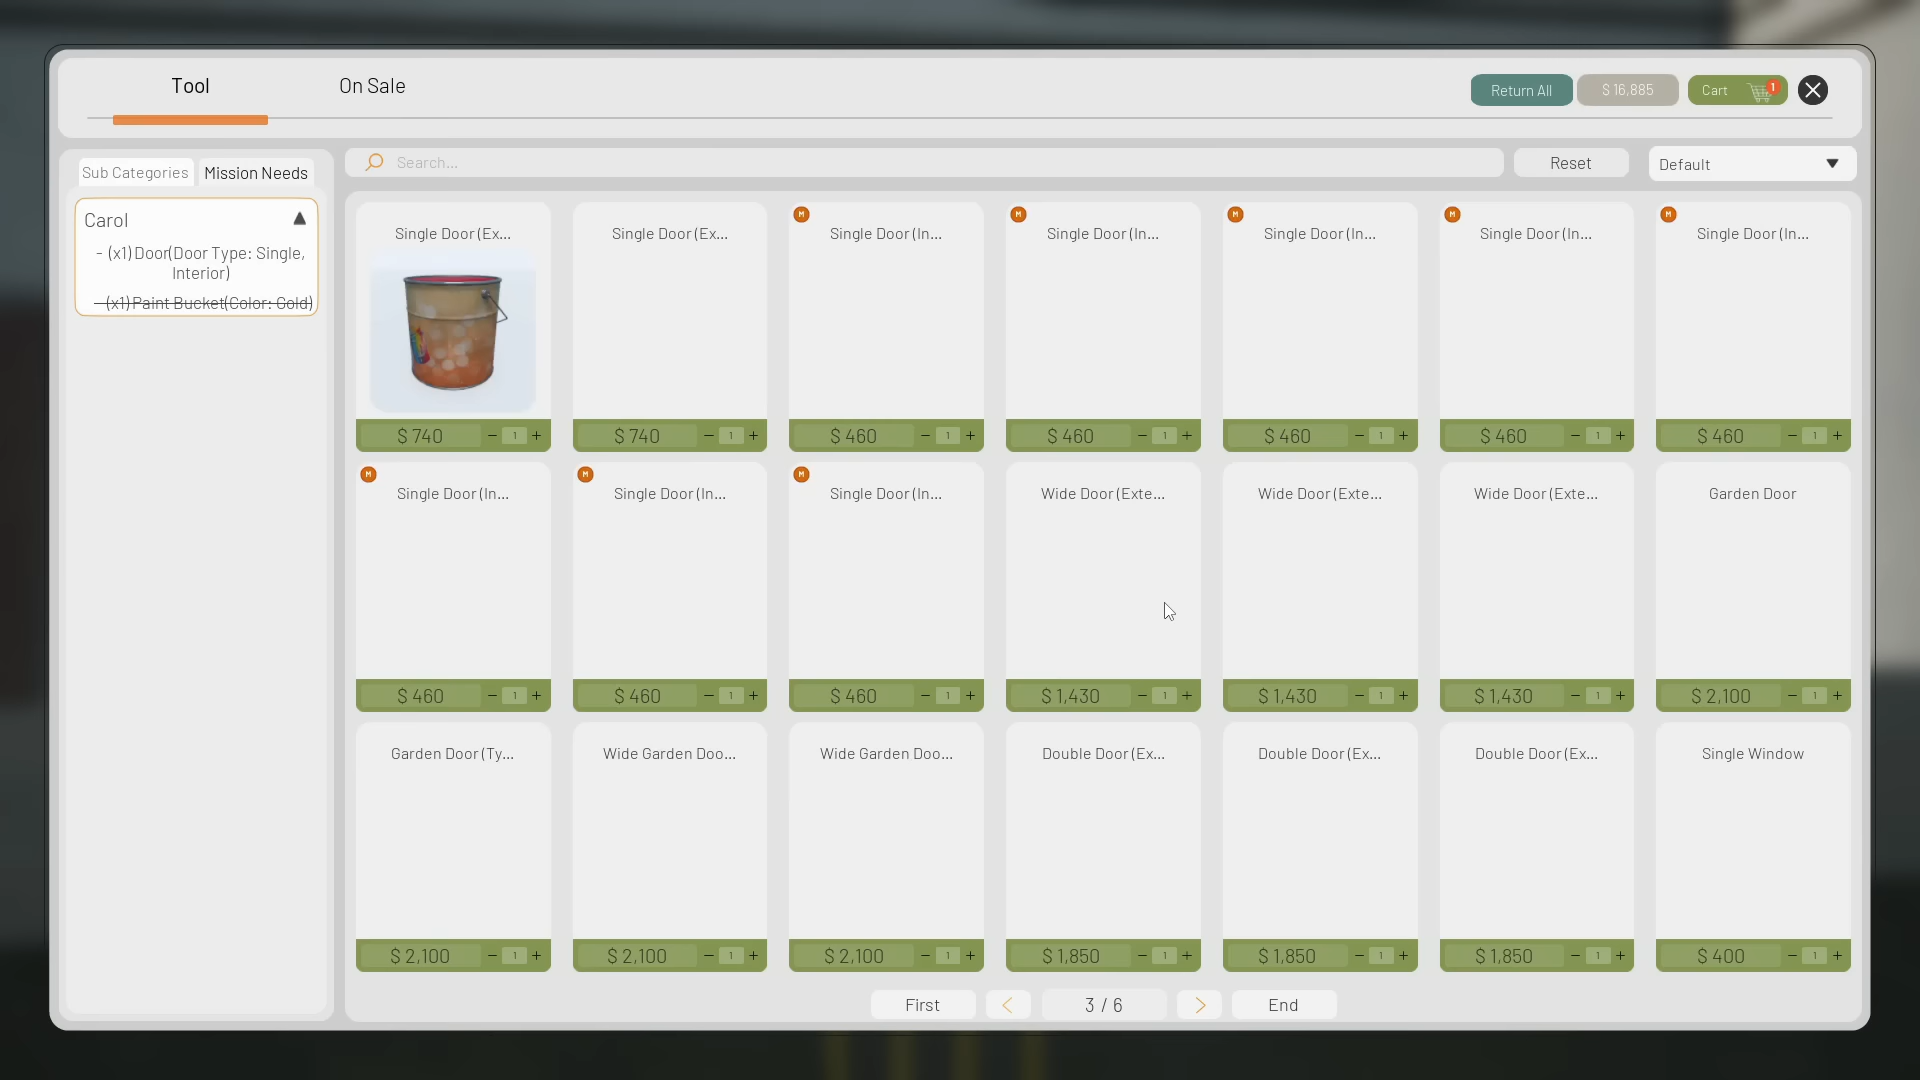 Tool
On Sale
Return All
$ 16,885
Cart
1
Sub Categories
Mission Needs
Search...
Reset
Default
Carol
- (x1) Door(Door Type: Single,
Interior)
- (x1) Paint Bucket(Color: Gold)
Single Door (Ex...
Single Door (Ex...
M
Single Door (In...
M
Single Door (In...
M
Single Door (In...
M
Single Door (In...
M
Single Door (In...
$ 740 − 1 +
$ 740 − 1 +
$ 460 − 1 +
$ 460 − 1 +
$ 460 − 1 +
$ 460 − 1 +
$ 460 − 1 +
M
Single Door (In...
M
Single Door (In...
M
Single Door (In...
Wide Door (Exte...
Wide Door (Exte...
Wide Door (Exte...
Garden Door
$ 460 − 1 +
$ 460 − 1 +
$ 460 − 1 +
$ 1,430 − 1 +
$ 1,430 − 1 +
$ 1,430 − 1 +
$ 2,100 − 1 +
Garden Door (Ty...
Wide Garden Doo...
Wide Garden Doo...
Double Door (Ex...
Double Door (Ex...
Double Door (Ex...
Single Window
$ 2,100 − 1 +
$ 2,100 − 1 +
$ 2,100 − 1 +
$ 1,850 − 1 +
$ 1,850 − 1 +
$ 1,850 − 1 +
$ 400 − 1 +
First
<
3 / 6
>
End